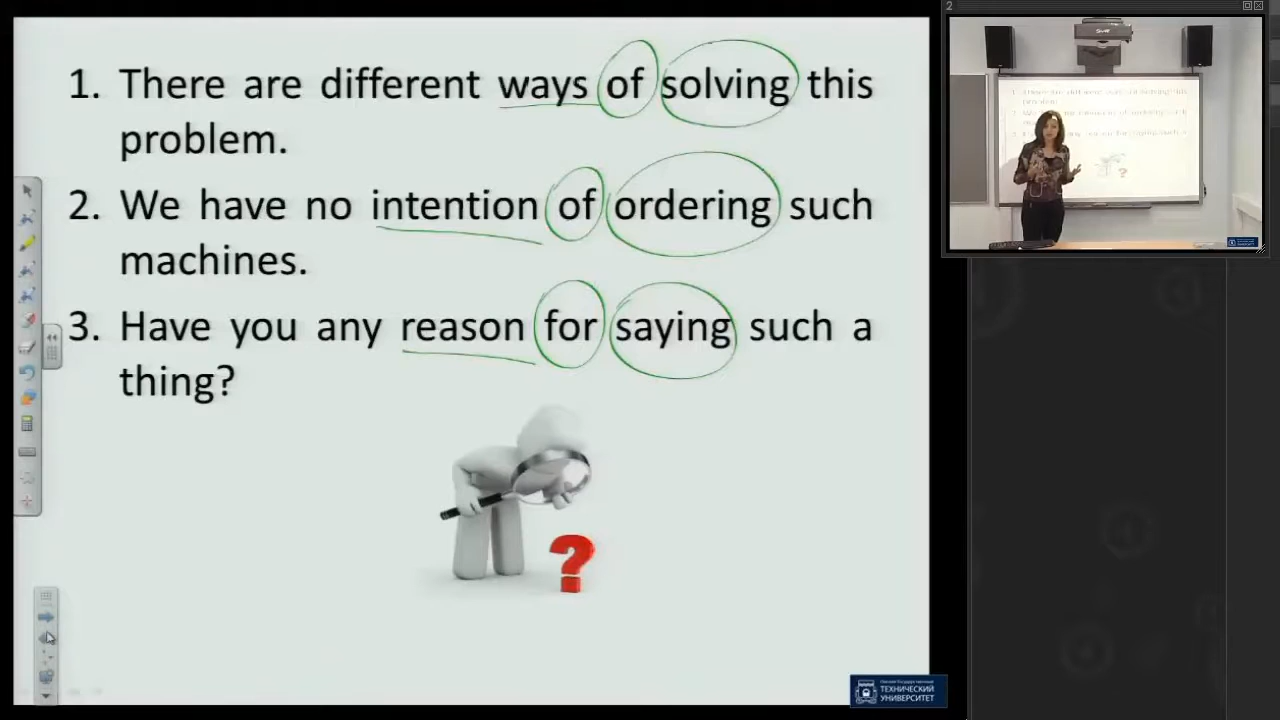 1. There are different ways of solving this
problem.
2. We have no intention of ordering such
machines.
3. Have you any reason for saying such a
thing?
2
ТЕХНИЧЕСКИЙ
УНИВЕРСИТЕТ